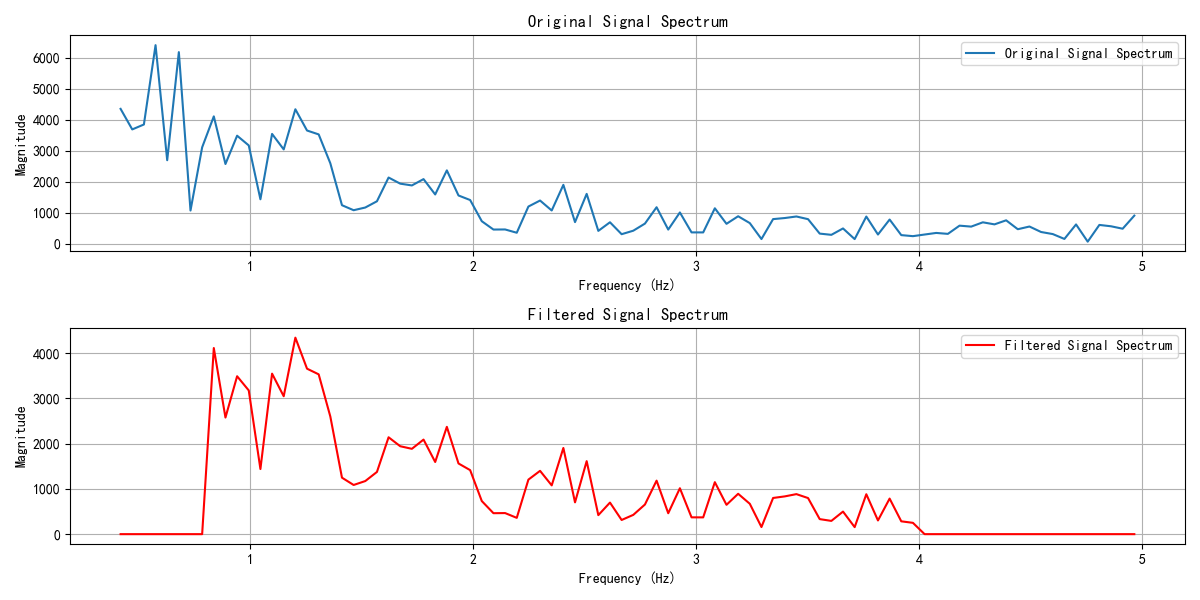 Original Signal Spectrum
Original Signal Spectrum
Magnitude
6000
5000
4000
3000
2000
1000
0
1 2 3 4 5
Frequency (Hz)
Filtered Signal Spectrum
Filtered Signal Spectrum
Magnitude
4000
3000
2000
1000
0
1 2 3 4 5
Frequency (Hz)